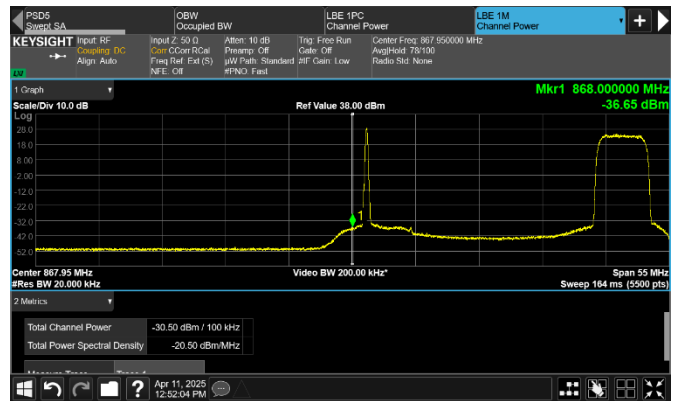 PSD5
Swept SA
OBW
Occupied BW
LBE 1PC
Channel Power
LBE 1M
Channel Power
KEYSIGHT
Input: RF
Coupling: DC
Align: Auto
Input Z: 50 Ω
Corr CCorr RCal
Freq Ref: Ext (S)
NFE: Off
Atten: 10 dB
Preamp: Off
µW Path: Standard
#PNO: Fast
Trig: Free Run
Gate: Off
#IF Gain: Low
Center Freq: 867.950000 MHz
Avg|Hold: 78/100
Radio Std: None
LXI
1 Graph
Mkr1 868.000000 MHz
Scale/Div 10.0 dB
Ref Value 38.00 dBm
-36.65 dBm
Log
28.0
18.0
8.00
-2.00
-12.0
-22.0
-32.0
-42.0
-52.0
1
Center 867.95 MHz
Video BW 200.00 kHz*
Span 55 MHz
#Res BW 20.000 kHz
Sweep 164 ms (5500 pts)
2 Metrics
Total Channel Power
-30.50 dBm / 100 kHz
Total Power Spectral Density
-20.50 dBm/MHz
Apr 11, 2025
12:52:04 PM